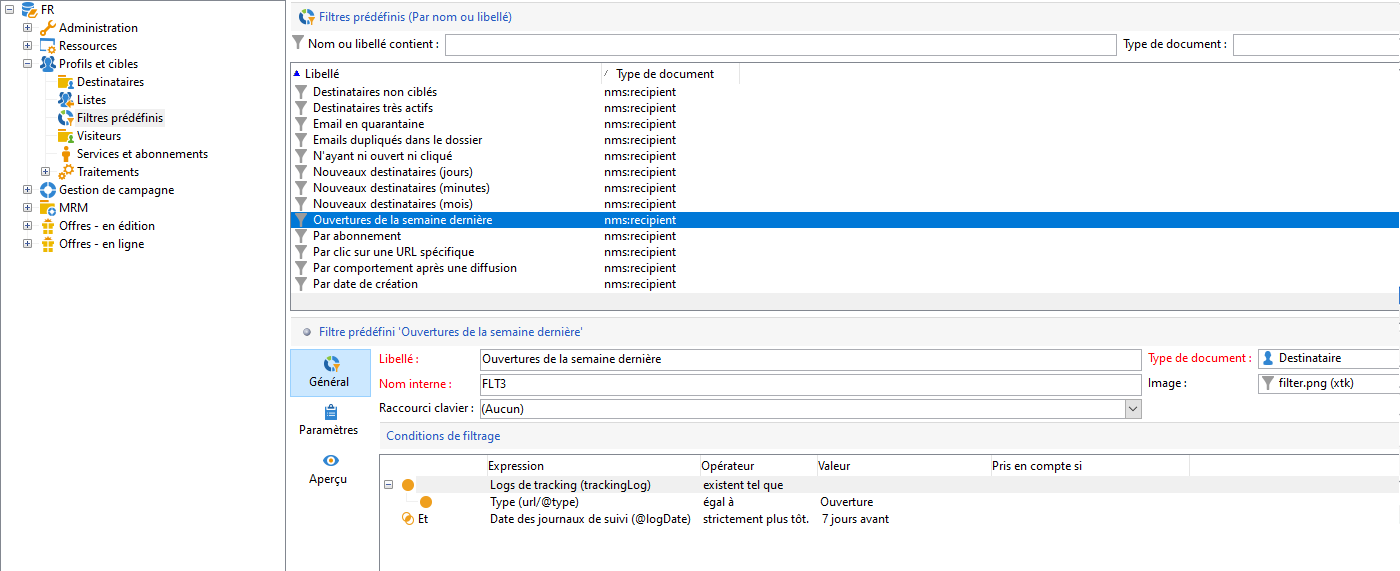 FR
Administration
Ressources
Profils et cibles
Destinataires
Listes
Filtres prédéfinis
Visiteurs
Services et abonnements
Traitements
Gestion de campagne
MRM
Offres - en édition
Offres - en ligne
Filtres prédéfinis (Par nom ou libellé)
Nom ou libellé contient : Type de document :
Libellé Type de document
Destinataires non ciblés nms:recipient
Destinataires très actifs nms:recipient
Email en quarantaine nms:recipient
Emails dupliqués dans le dossier nms:recipient
N'ayant ni ouvert ni cliqué nms:recipient
Nouveaux destinataires (jours) nms:recipient
Nouveaux destinataires (minutes) nms:recipient
Nouveaux destinataires (mois) nms:recipient
Ouvertures de la semaine dernière nms:recipient
Par abonnement nms:recipient
Par clic sur une URL spécifique nms:recipient
Par comportement après une diffusion nms:recipient
Par date de création nms:recipient
Filtre prédéfini 'Ouvertures de la semaine dernière'
Général
Paramètres
Aperçu
Libellé : Ouvertures de la semaine dernière Type de document : Destinataire
Nom interne : FLT3 Image : filter.png (xtk)
Raccourci clavier : (Aucun)
Conditions de filtrage
Expression Opérateur Valeur Pris en compte si
Logs de tracking (trackingLog) existent tel que
Type (url/@type) égal à Ouverture
Et Date des journaux de suivi (@logDate) strictement plus tôt. 7 jours avant